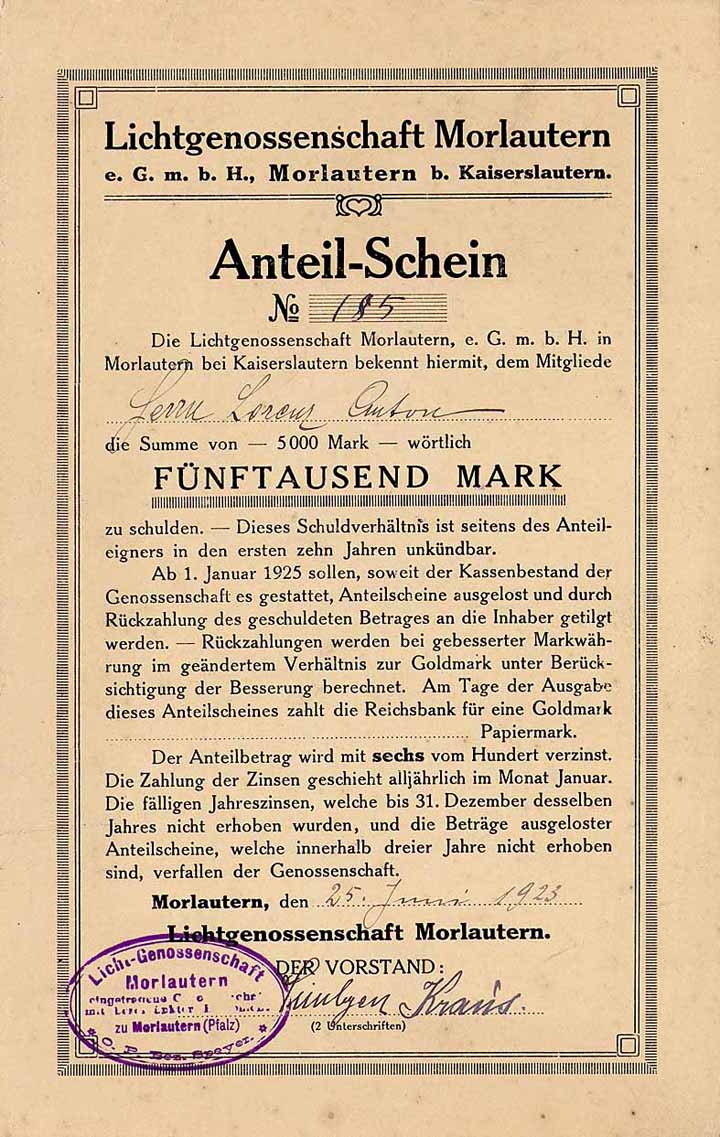 Lichtgenossenschaft Morlautern
e. G. m. b. H., Morlautern b. Kaiserslautern.
Anteil-Schein
No 185
Die Lichtgenossenschaft Morlautern, e. G. m. b. H. in
Morlautern bei Kaiserslautern bekennt hiermit, dem Mitgliede
Herrn Lorenz Anton
die Summe von — 5000 Mark — wörtlich
FÜNFTAUSEND MARK
zu schulden. — Dieses Schuldverhältnis ist seitens des Anteil-
eigners in den ersten zehn Jahren unkündbar.
Ab 1. Januar 1925 sollen, soweit der Kassenbestand der
Genossenschaft es gestattet, Anteilscheine ausgelost und durch
Rückzahlung des geschuldeten Betrages an die Inhaber getilgt
werden. — Rückzahlungen werden bei gebesserter Markwäh-
rung im geändertem Verhältnis zur Goldmark unter Berück-
sichtigung der Besserung berechnet. Am Tage der Ausgabe
dieses Anteilscheines zahlt die Reichsbank für eine Goldmark
Papiermark.
Der Anteilbetrag wird mit sechs vom Hundert verzinst.
Die Zahlung der Zinsen geschieht alljährlich im Monat Januar.
Die fälligen Jahreszinsen, welche bis 31. Dezember desselben
Jahres nicht erhoben wurden, und die Beträge ausgeloster
Anteilscheine, welche innerhalb dreier Jahre nicht erhoben
sind, verfallen der Genossenschaft.
Morlautern, den 25. Juni 1923
Lichtgenossenschaft Morlautern.
DER VORSTAND:
Kraus.
(2 Unterschriften)
Licht-Genossenschaft
Morlautern
zu Morlautern (Pfalz)
O. P. Bez. Speyer.